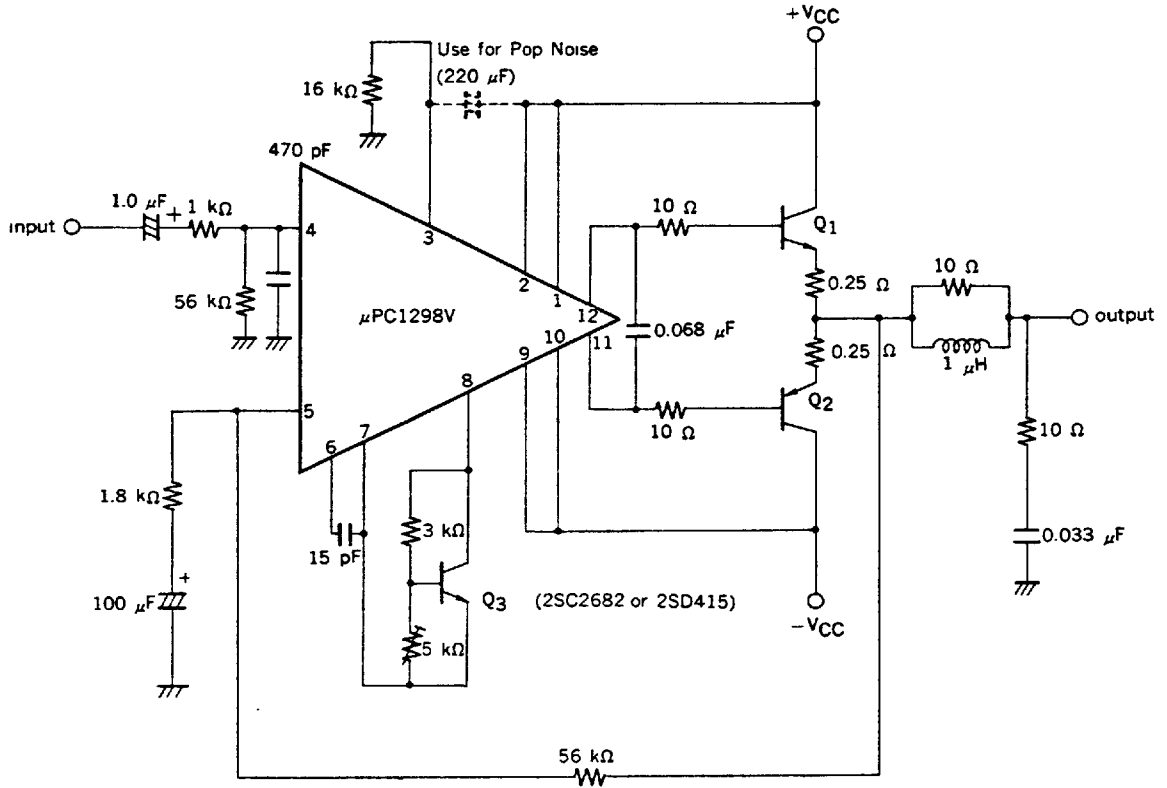 +VCC
Use for Pop Noise
(220 μF)
16 kΩ
470 pF
1.0 μF
+
1 kΩ
input
4
3
2
1
12
10 Ω
Q1
0.25 Ω
10 Ω
56 kΩ
μPC1298V
0.068 μF
output
11
10
9
0.25 Ω
1 μH
8
Q2
10 Ω
5
7
6
10 Ω
1.8 kΩ
3 kΩ
15 pF
0.033 μF
+
100 μF
Q3
(2SC2682 or 2SD415)
-VCC
5 kΩ
56 kΩ